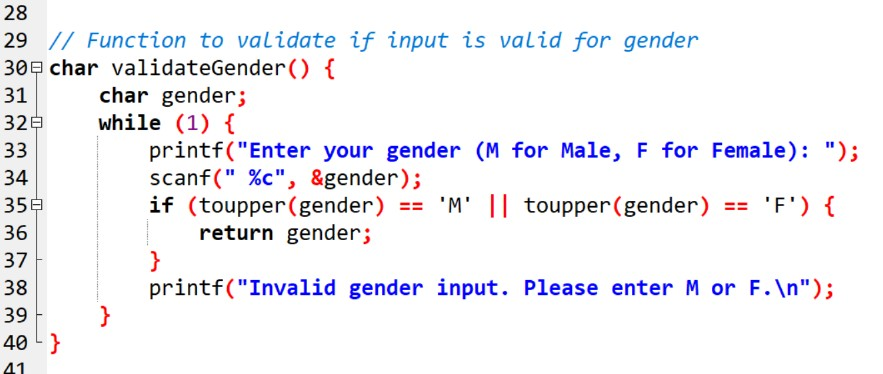 28
29 // Function to validate if input is valid for gender
30 char validateGender() {
31     char gender;
32     while (1) {
33         printf("Enter your gender (M for Male, F for Female): ");
34         scanf(" %c", &gender);
35         if (toupper(gender) == 'M' || toupper(gender) == 'F') {
36             return gender;
37         }
38         printf("Invalid gender input. Please enter M or F.\n");
39     }
40 }
41